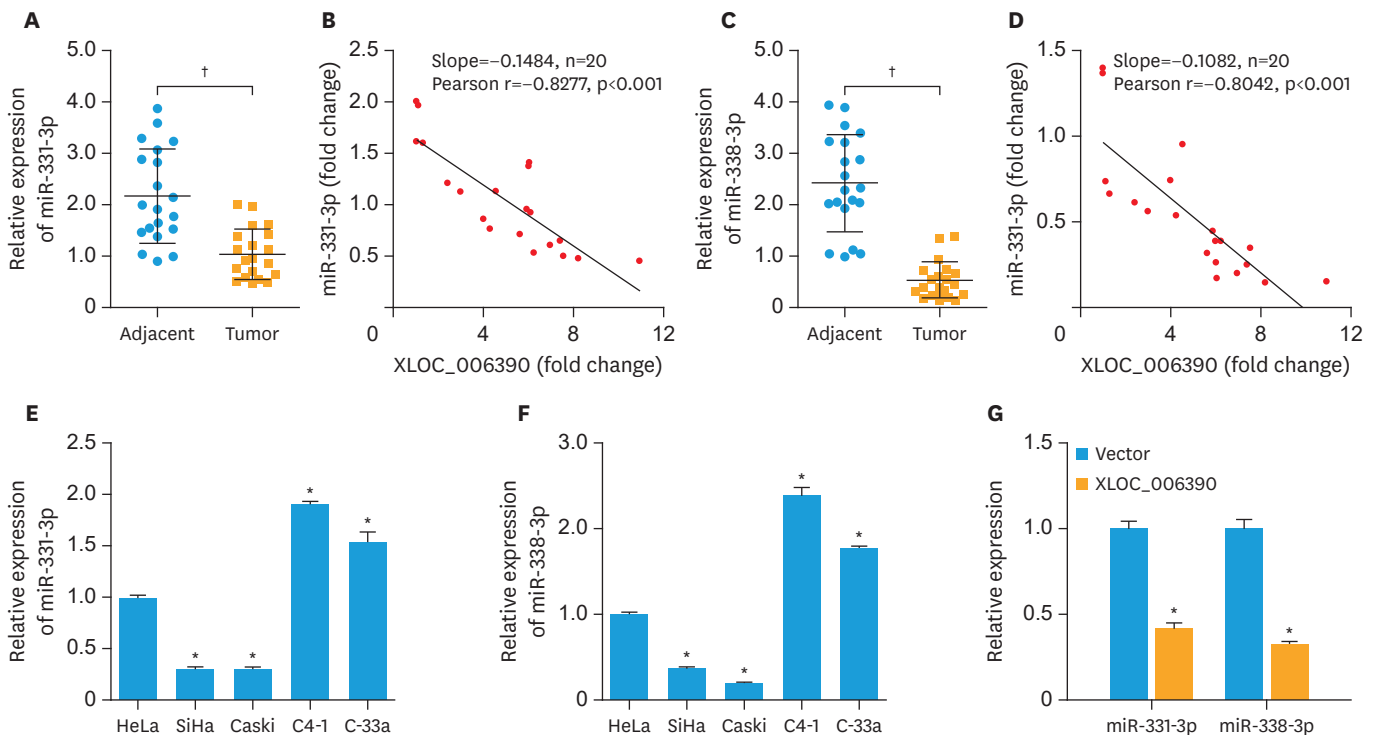 A
Relative expression
of miR-331-3p
5.0
4.0
3.0
2.0
1.0
0
†
Adjacent
Tumor
B
miR-331-3p (fold change)
2.5
2.0
1.5
1.0
0.5
Slope=−0.1484, n=20
Pearson r=−0.8277, p<0.001
0
4
8
12
XLOC_006390 (fold change)
C
Relative expression
of miR-338-3p
5.0
4.0
3.0
2.0
1.0
0
†
Adjacent
Tumor
D
miR-331-3p (fold change)
1.5
1.0
0.5
Slope=−0.1082, n=20
Pearson r=−0.8042, p<0.001
0
4
8
12
XLOC_006390 (fold change)
E
Relative expression
of miR-331-3p
2.5
2.0
1.5
1.0
0.5
0
*
*
*
*
HeLa
SiHa
Caski
C4-1
C-33a
F
Relative expression
of miR-338-3p
3.0
2.0
1.0
0
*
*
*
*
HeLa
SiHa
Caski
C4-1
C-33a
G
Relative expression
1.5
1.0
0.5
0
Vector
XLOC_006390
*
*
miR-331-3p
miR-338-3p